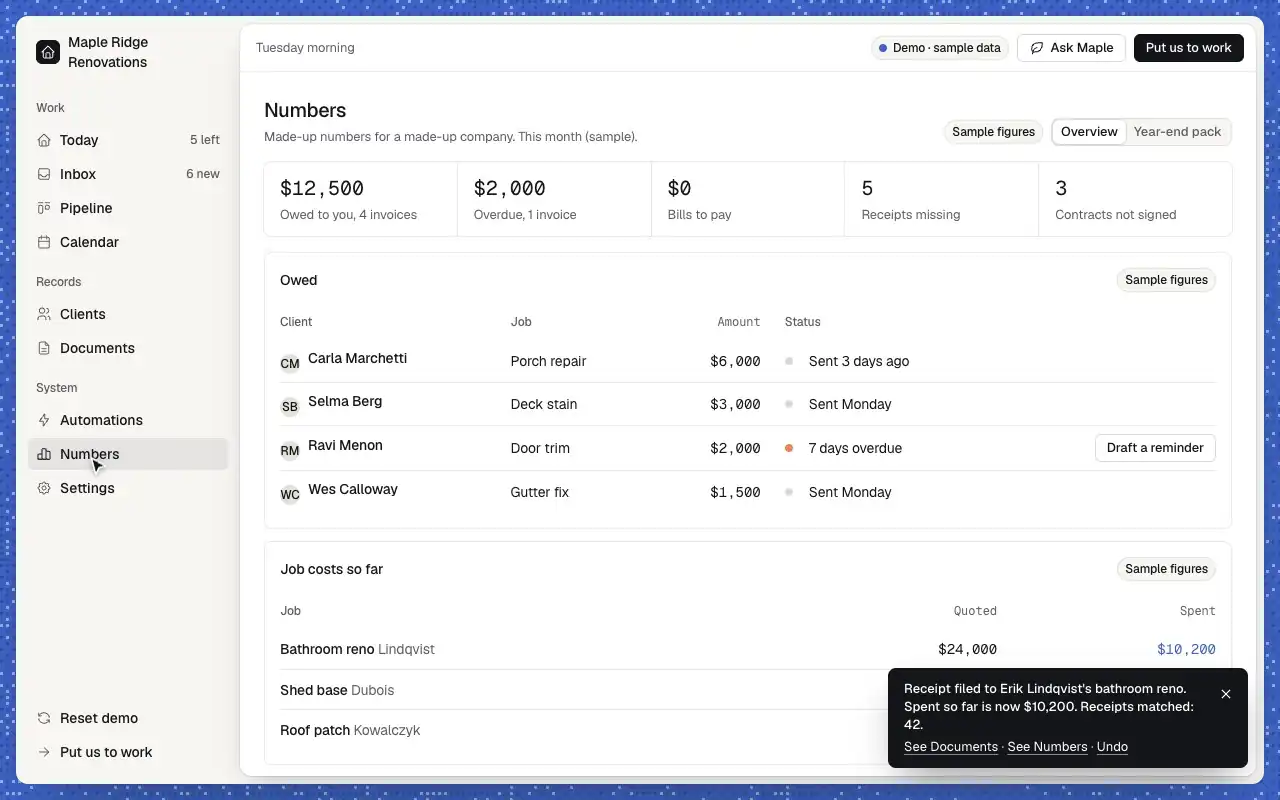 Maple Ridge
Renovations
Work
Today 5 left
Inbox 6 new
Pipeline
Calendar
Records
Clients
Documents
System
Automations
Numbers
Settings
Reset demo
Put us to work
Tuesday morning
Demo · sample data
Ask Maple
Put us to work
Numbers
Made-up numbers for a made-up company. This month (sample).
Sample figures
Overview
Year-end pack
$12,500
Owed to you, 4 invoices
$2,000
Overdue, 1 invoice
$0
Bills to pay
5
Receipts missing
3
Contracts not signed
Owed
Sample figures
Client Job Amount Status
CM Carla Marchetti Porch repair $6,000 Sent 3 days ago
SB Selma Berg Deck stain $3,000 Sent Monday
RM Ravi Menon Door trim $2,000 7 days overdue Draft a reminder
WC Wes Calloway Gutter fix $1,500 Sent Monday
Job costs so far
Sample figures
Job Quoted Spent
Bathroom reno Lindqvist $24,000 $10,200
Shed base Dubois
Roof patch Kowalczyk
Receipt filed to Erik Lindqvist's bathroom reno.
Spent so far is now $10,200. Receipts matched:
42.
See Documents · See Numbers · Undo